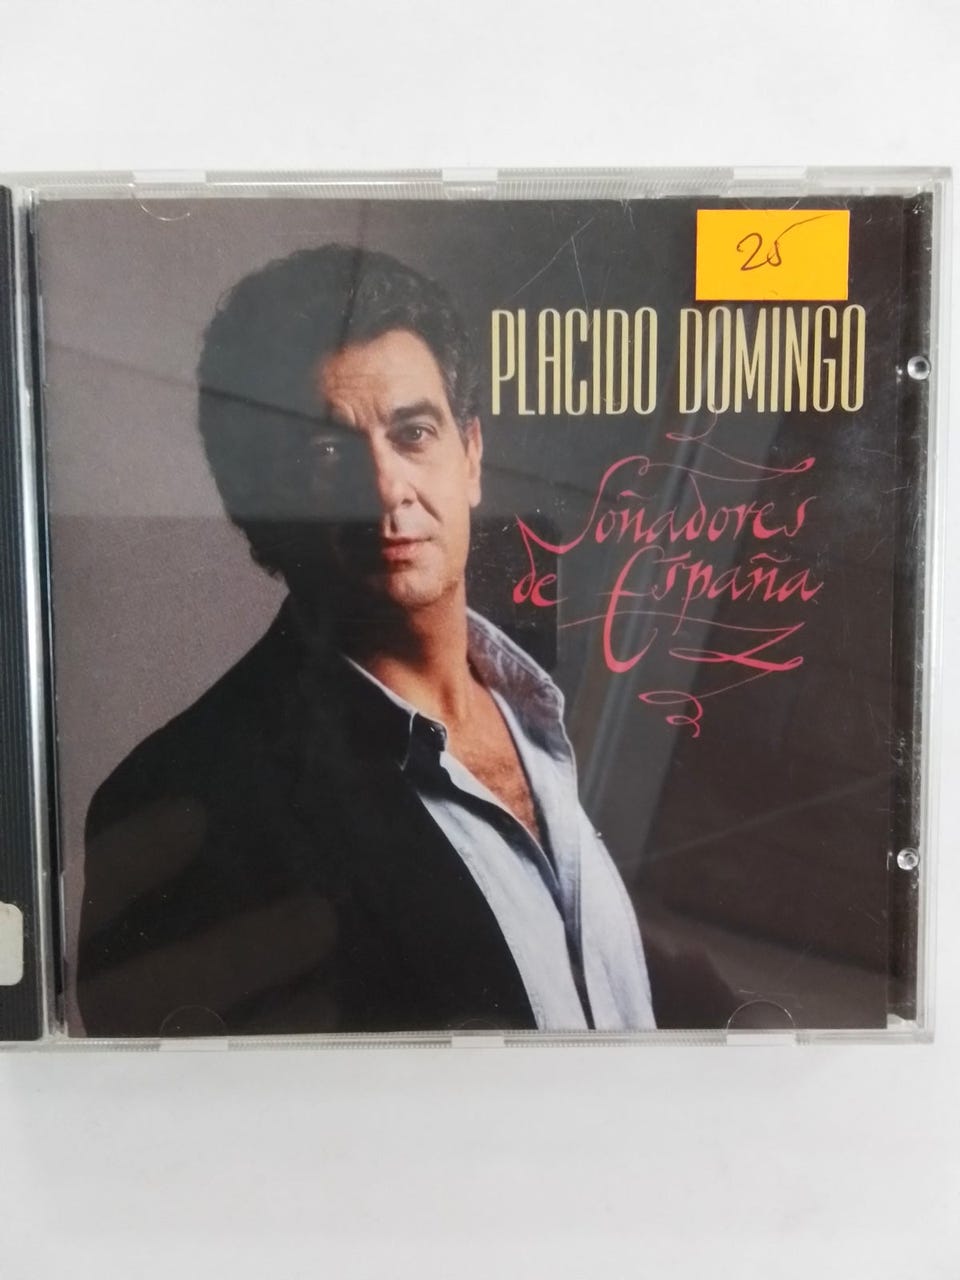 25
PLACIDO DOMINGO
Soñadores
de España